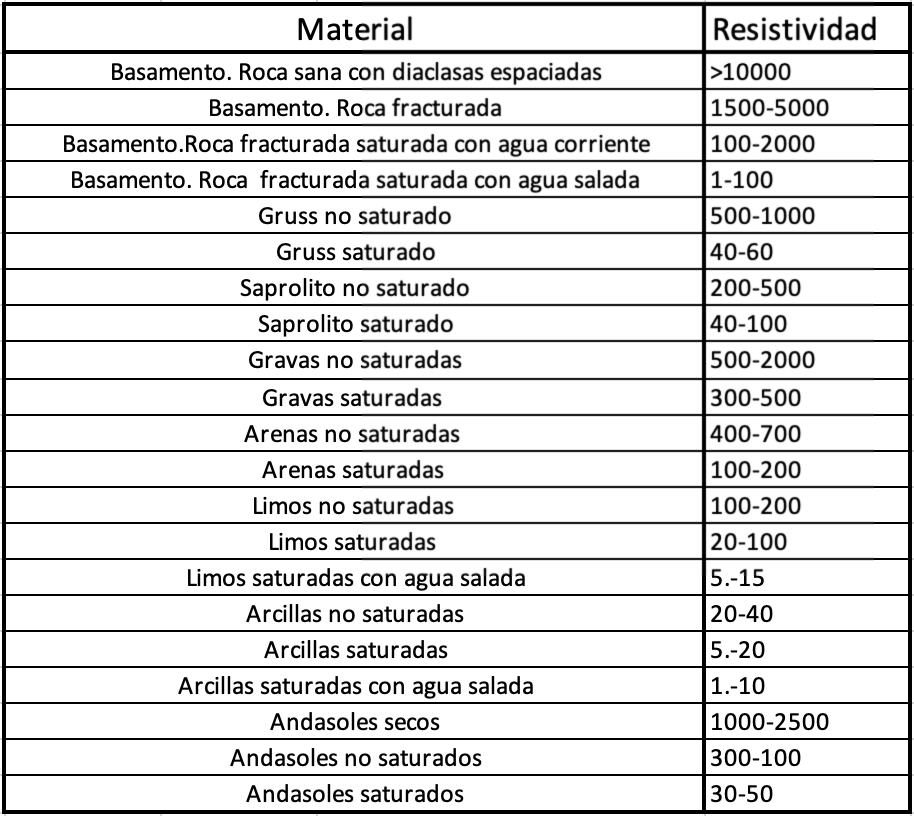 Material Resistividad
Basamento. Roca sana con diaclasas espaciadas >10000
Basamento. Roca fracturada 1500-5000
Basamento.Roca fracturada saturada con agua corriente 100-2000
Basamento. Roca  fracturada saturada con agua salada 1-100
Gruss no saturado 500-1000
Gruss saturado 40-60
Saprolito no saturado 200-500
Saprolito saturado 40-100
Gravas no saturadas 500-2000
Gravas saturadas 300-500
Arenas no saturadas 400-700
Arenas saturadas 100-200
Limos no saturadas 100-200
Limos saturadas 20-100
Limos saturadas con agua salada 5.-15
Arcillas no saturadas 20-40
Arcillas saturadas 5.-20
Arcillas saturadas con agua salada 1.-10
Andasoles secos 1000-2500
Andasoles no saturados 300-100
Andasoles saturados 30-50